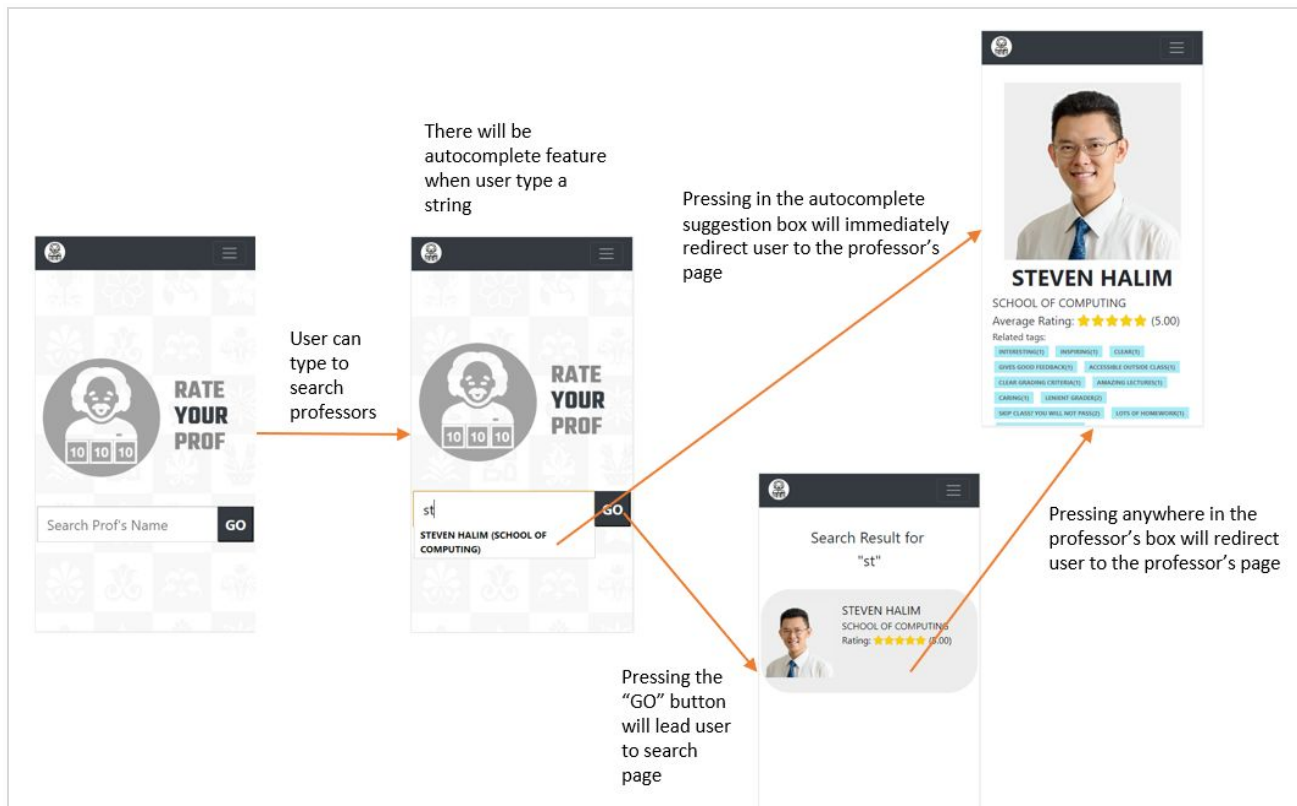 There will be
autocomplete feature
when user type a
string
User can
type to
search
professors
Pressing in the autocomplete
suggestion box will immediately
redirect user to the professor's
page
Pressing the
“GO” button
will lead user
to search
page
Pressing anywhere in the
professor's box will redirect
user to the professor's page
RATE
YOUR
PROF
10 10 10
Search Prof's Name GO
RATE
YOUR
PROF
10 10 10
st GO
STEVEN HALIM (SCHOOL OF
COMPUTING)
Search Result for
"st"
STEVEN HALIM
SCHOOL OF COMPUTING
Rating: (5.00)
STEVEN HALIM
SCHOOL OF COMPUTING
Average Rating: (5.00)
Related tags:
INTERESTING(1) INSPIRING(1) CLEAR(1)
GIVES GOOD FEEDBACK(1) ACCESSIBLE OUTSIDE CLASS(1)
CLEAR GRADING CRITERIA(1) AMAZING LECTURES(1)
CARING(1) LENIENT GRADER(2)
SKIP CLASS? YOU WILL NOT PASS(2) LOTS OF HOMEWORK(1)